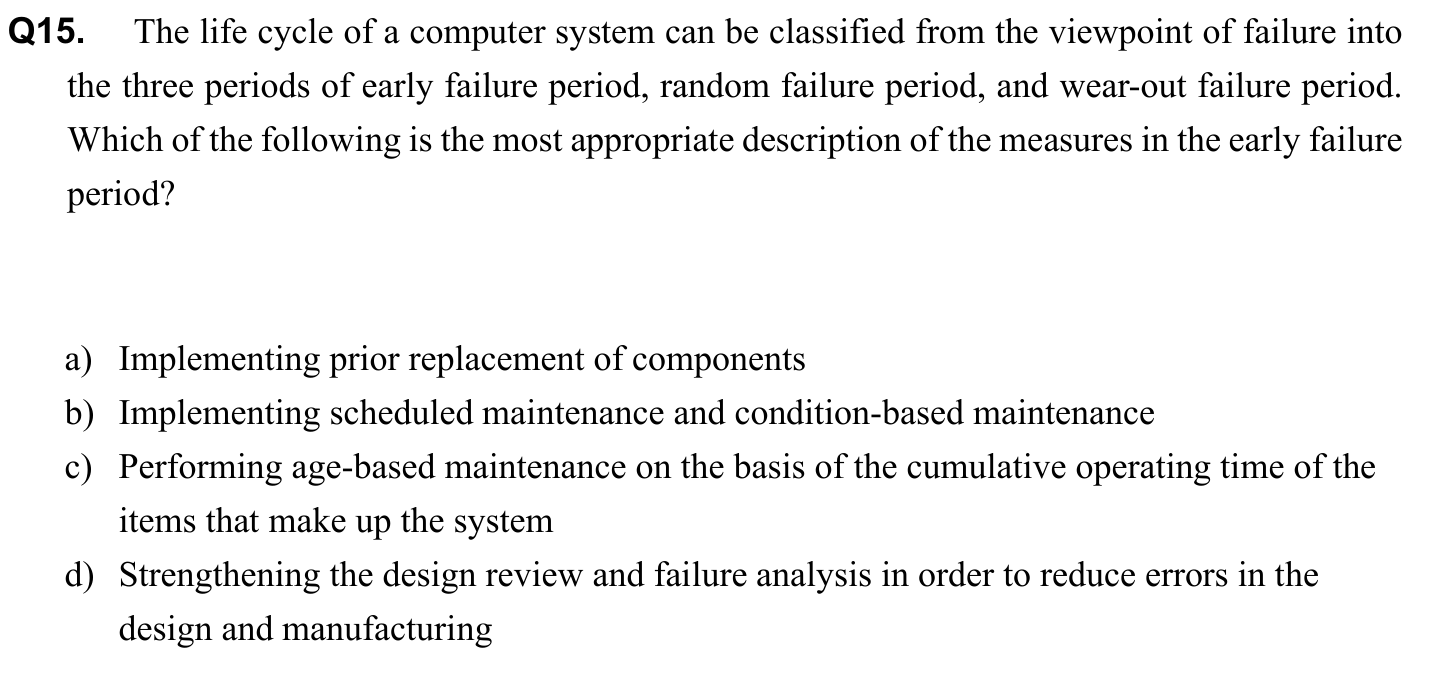 Q15. The life cycle of a computer system can be classified from the viewpoint of failure into
the three periods of early failure period, random failure period, and wear-out failure period.
Which of the following is the most appropriate description of the measures in the early failure
period?
a) Implementing prior replacement of components
b) Implementing scheduled maintenance and condition-based maintenance
c) Performing age-based maintenance on the basis of the cumulative operating time of the
items that make up the system
d) Strengthening the design review and failure analysis in order to reduce errors in the
design and manufacturing